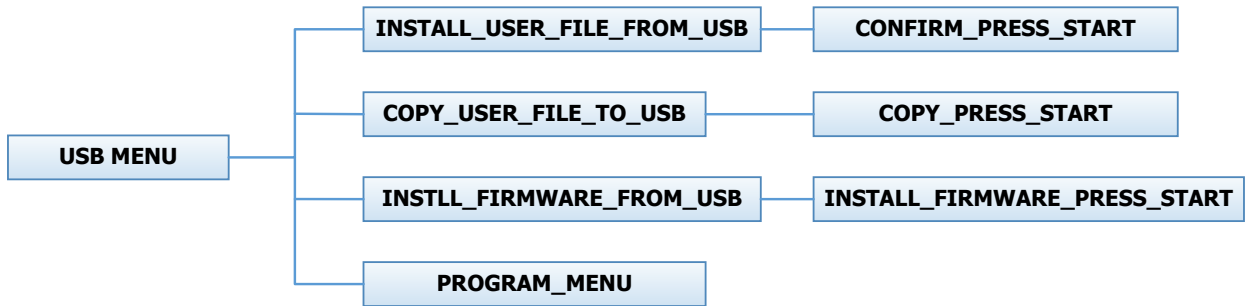 INSTALL_USER_FILE_FROM_USB
CONFIRM_PRESS_START
COPY_USER_FILE_TO_USB
COPY_PRESS_START
USB MENU
INSTLL_FIRMWARE_FROM_USB
INSTALL_FIRMWARE_PRESS_START
PROGRAM_MENU